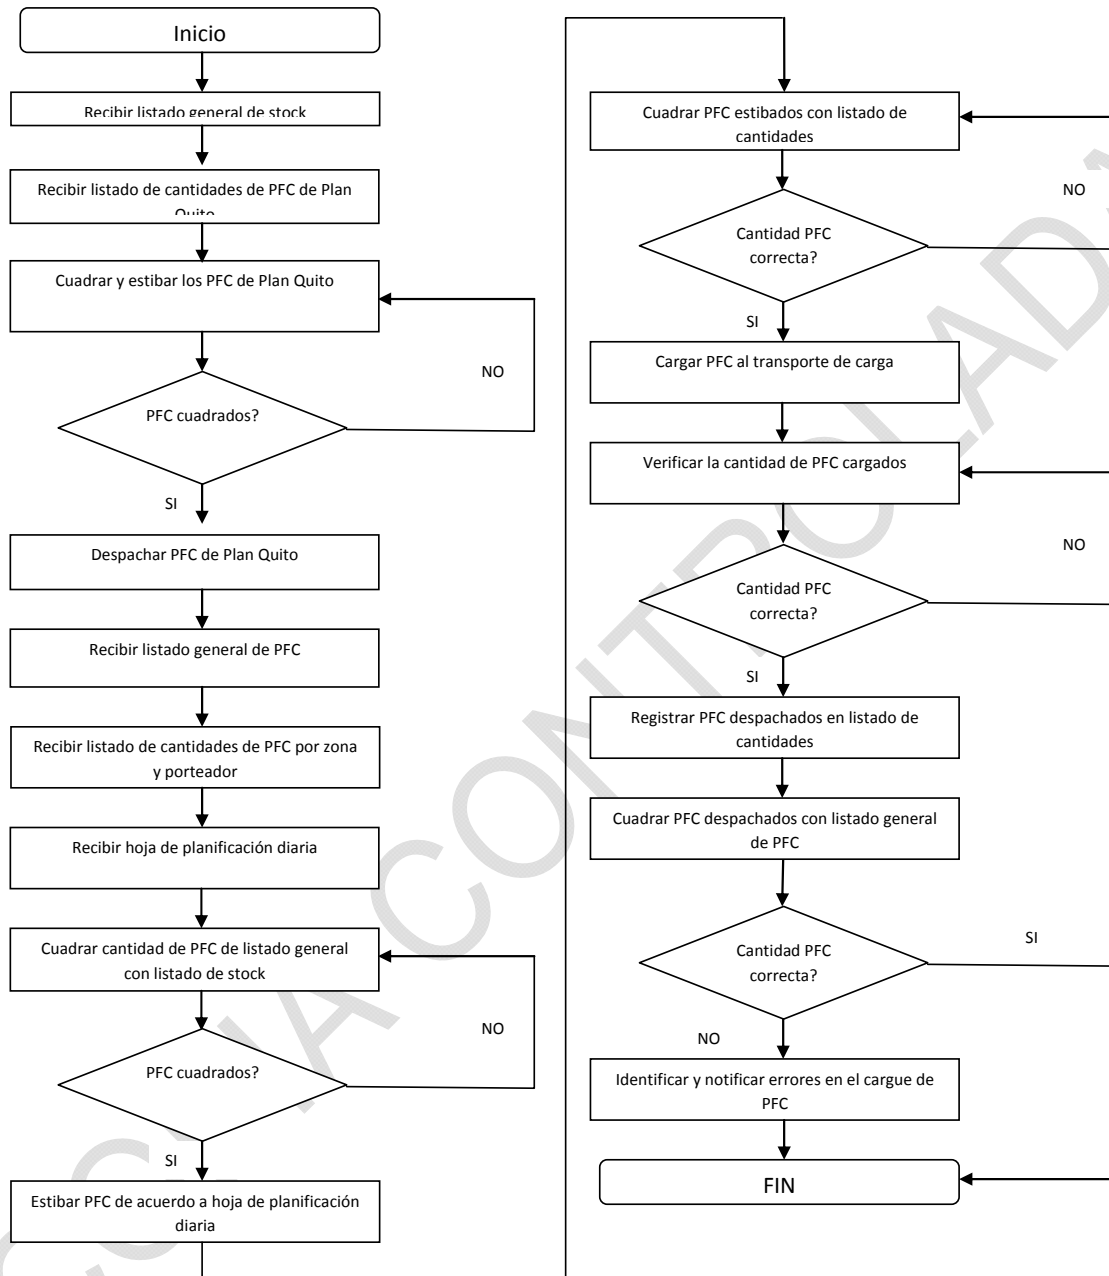 Inicio
Recibir listado general de stock
Recibir listado de cantidades de PFC de Plan
Quito
Cuadrar y estibar los PFC de Plan Quito
NO
PFC cuadrados?
SI
Despachar PFC de Plan Quito
Recibir listado general de PFC
Recibir listado de cantidades de PFC por zona
y porteador
Recibir hoja de planificación diaria
Cuadrar cantidad de PFC de listado general
con listado de stock
NO
PFC cuadrados?
SI
Estibar PFC de acuerdo a hoja de planificación
diaria
Cuadrar PFC estibados con listado de
cantidades
NO
Cantidad PFC
correcta?
SI
Cargar PFC al transporte de carga
Verificar la cantidad de PFC cargados
NO
Cantidad PFC
correcta?
SI
Registrar PFC despachados en listado de
cantidades
Cuadrar PFC despachados con listado general
de PFC
SI
Cantidad PFC
correcta?
NO
Identificar y notificar errores en el cargue de
PFC
FIN
CONTROLADA